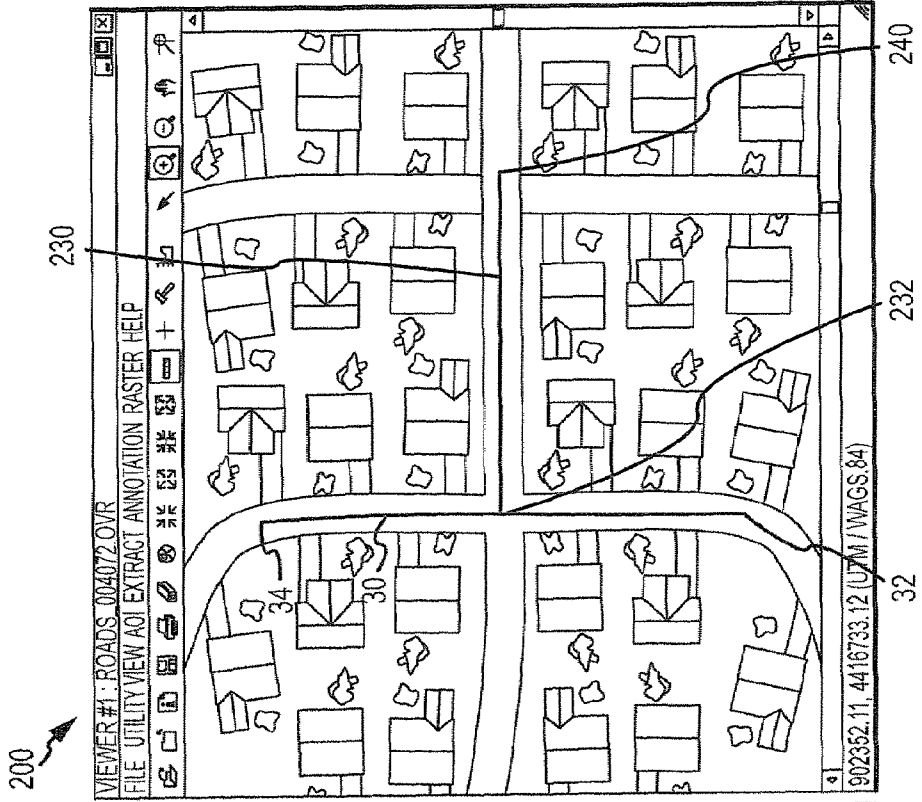 200
VIEWER #1 : ROADS_004072.OVR
FILE UTILITY VIEW AOI EXTRACT ANNOTATION RASTER HELP
230
34
30
240
232
32
902352.11, 4416733.12 (UTM / WAGS.84)